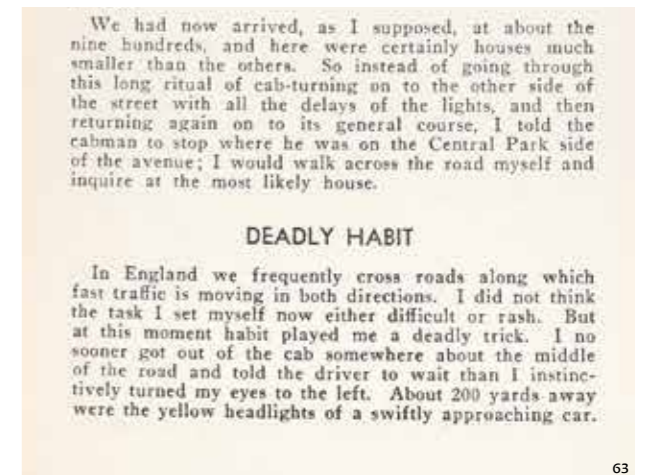 We had now arrived, as I supposed, at about the
nine hundreds, and here were certainly houses much
smaller than the others. So instead of going through
this long ritual of cab-turning on to the other side of
the street with all the delays of the lights, and then
returning again on to its general course, I told the
cabman to stop where he was on the Central Park side
of the avenue; I would walk across the road myself and
inquire at the most likely house.
DEADLY HABIT
In England we frequently cross roads along which
fast traffic is moving in both directions. I did not think
the task I set myself now either difficult or rash. But
at this moment habit played me a deadly trick. I no
sooner got out of the cab somewhere about the middle
of the road and told the driver to wait than I instinc-
tively turned my eyes to the left. About 200 yards away
were the yellow headlights of a swiftly approaching car.
63